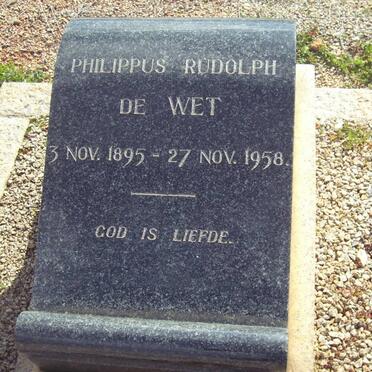 PHILIPPUS RUDOLPH
DE WET
3 NOV. 1895 - 27 NOV. 1958.
GOD IS LIEFDE.